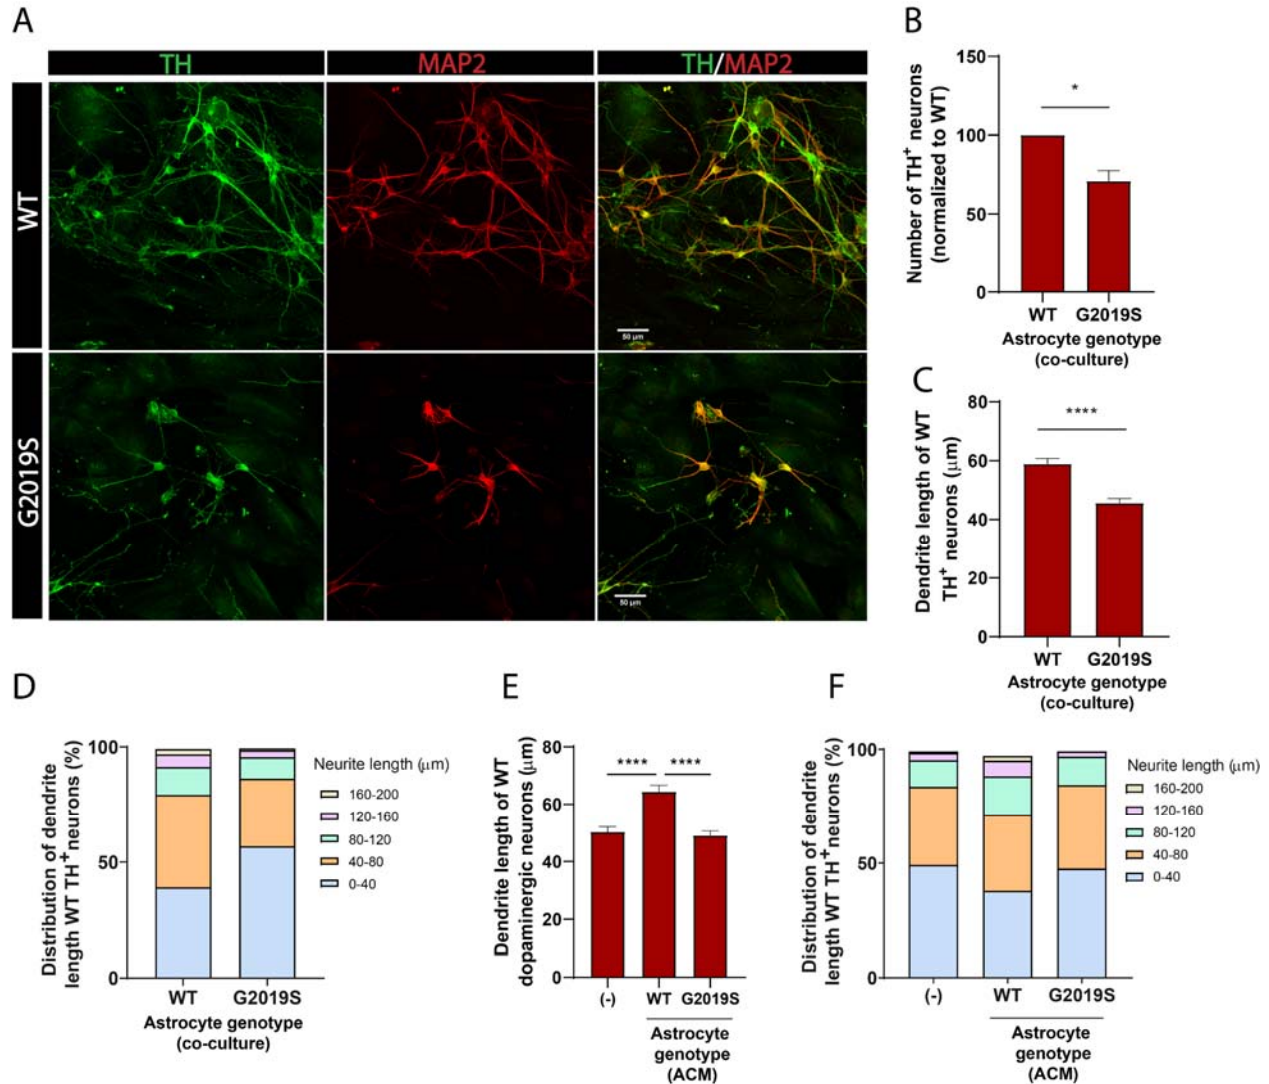 A
TH
MAP2
TH/MAP2
WT
50 µm
G2019S
50 µm
B
Number of TH⁺ neurons
(normalized to WT)
150
100
50
0
*
WT G2019S
Astrocyte genotype
(co-culture)
C
Dendrite length of WT
TH⁺ neurons (µm)
80
60
40
20
0
****
WT G2019S
Astrocyte genotype
(co-culture)
D
Distribution of dendrite
length WT TH⁺ neurons (%)
100
50
0
WT G2019S
Astrocyte genotype
(co-culture)
Neurite length (µm)
160-200
120-160
80-120
40-80
0-40
E
Dendrite length of WT
dopaminergic neurons (µm)
80
60
40
20
0
**** ****
(-) WT G2019S
Astrocyte
genotype
(ACM)
F
Distribution of dendrite
length WT TH⁺ neurons (%)
100
50
0
(-) WT G2019S
Astrocyte
genotype
(ACM)
Neurite length (µm)
160-200
120-160
80-120
40-80
0-40